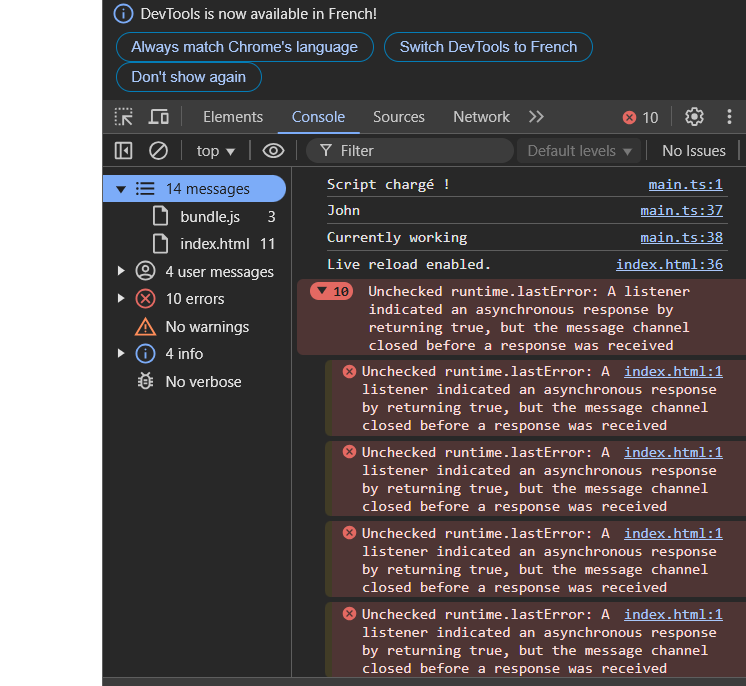 DevTools is now available in French!
Always match Chrome's language
Switch DevTools to French
Don't show again
Elements Console Sources Network 10
top Filter Default levels No Issues
14 messages
bundle.js 3
index.html 11
4 user messages
10 errors
No warnings
4 info
No verbose
Script chargé ! main.ts:1
John main.ts:37
Currently working main.ts:38
Live reload enabled. index.html:36
10 Unchecked runtime.lastError: A listener
indicated an asynchronous response by
returning true, but the message channel
closed before a response was received
Unchecked runtime.lastError: A index.html:1
listener indicated an asynchronous response
by returning true, but the message channel
closed before a response was received
Unchecked runtime.lastError: A index.html:1
listener indicated an asynchronous response
by returning true, but the message channel
closed before a response was received
Unchecked runtime.lastError: A index.html:1
listener indicated an asynchronous response
by returning true, but the message channel
closed before a response was received
Unchecked runtime.lastError: A index.html:1
listener indicated an asynchronous response
by returning true, but the message channel
closed before a response was received